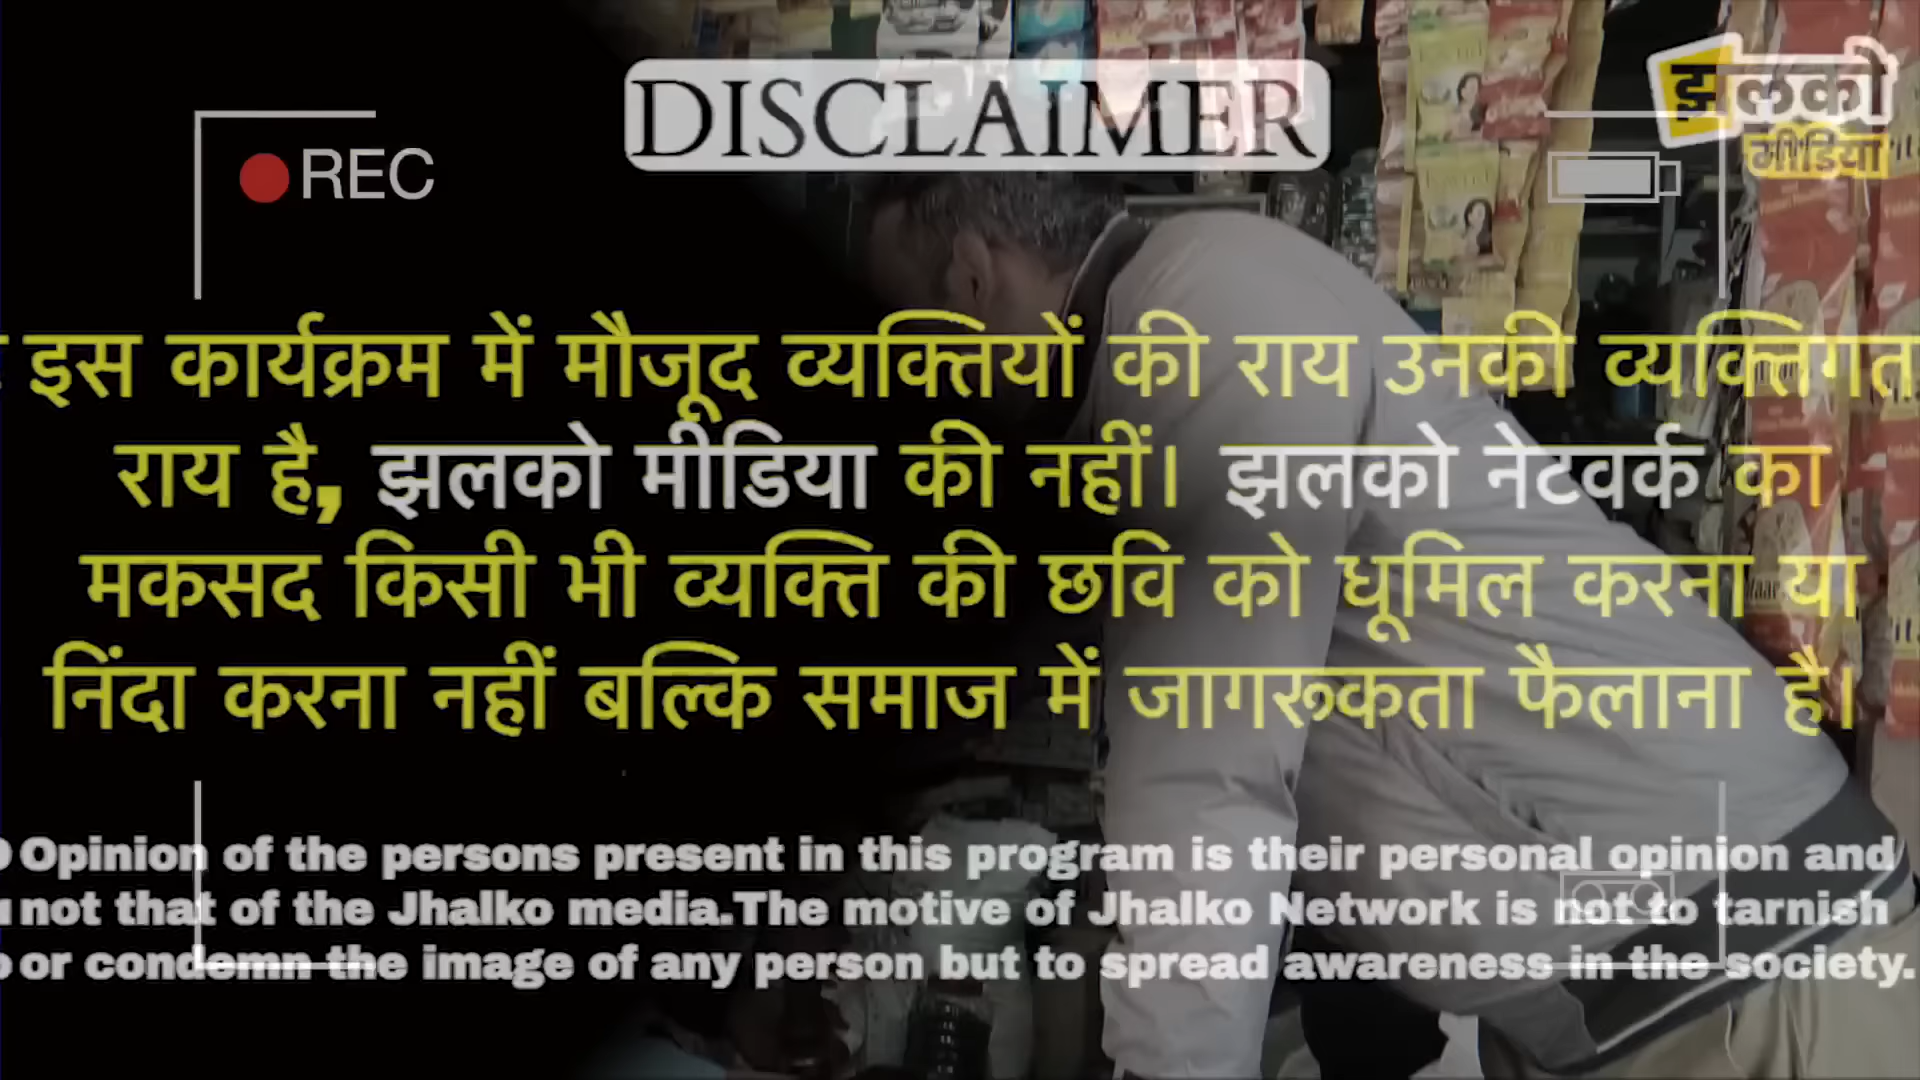 DISCLAIMER
झलको
मीडिया
REC
इस कार्यक्रम में मौजूद व्यक्तियों की राय उनकी व्यक्तिगत
राय है, झलको मीडिया की नहीं। झलको नेटवर्क का
मकसद किसी भी व्यक्ति की छवि को धूमिल करना या
निंदा करना नहीं बल्कि समाज में जागरूकता फैलाना है।
Opinion of the persons present in this program is their personal opinion and
not that of the Jhalko media.The motive of Jhalko Network is not to tarnish
or condemn the image of any person but to spread awareness in the society.